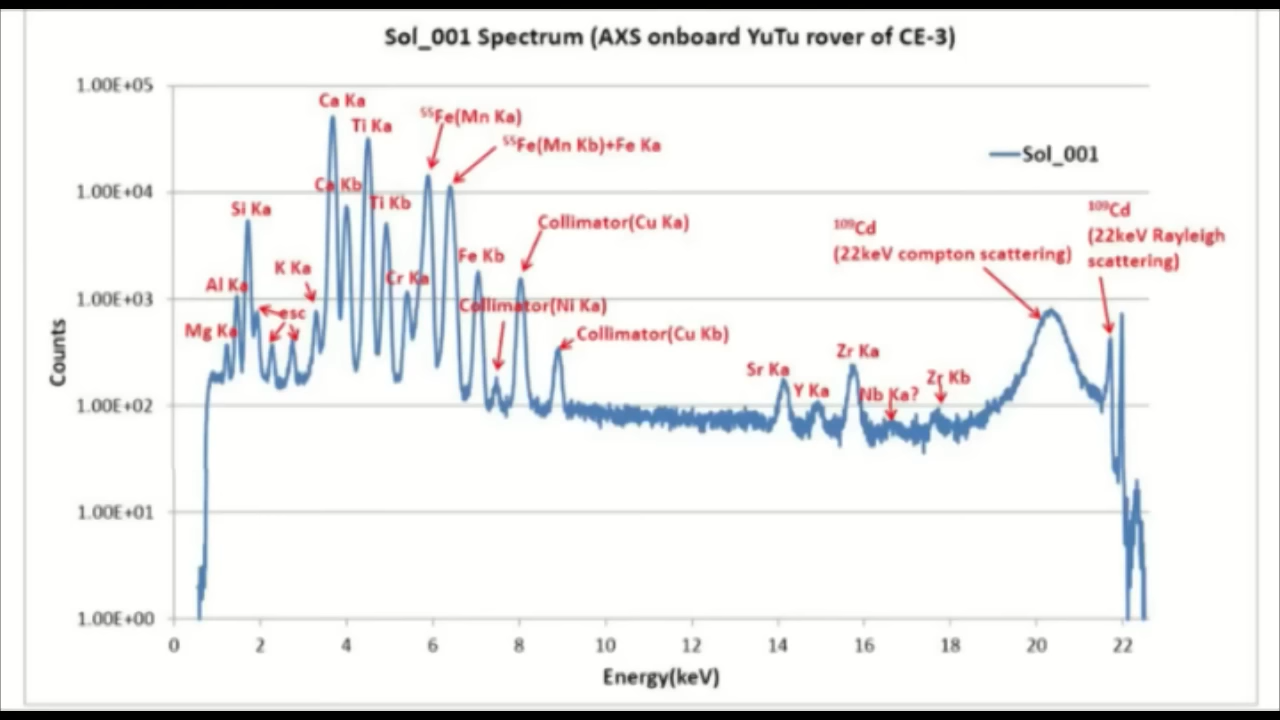 Sol_001 Spectrum (AXS onboard YuTu rover of CE-3)
1.00E+05
1.00E+04
1.00E+03
1.00E+02
1.00E+01
1.00E+00
Counts
Ca Ka
Ti Ka
⁵⁵Fe(Mn Ka)
⁵⁵Fe(Mn Kb)+Fe Ka
Sol_001
Ca Kb
Ti Kb
Si Ka
Collimator(Cu Ka)
¹⁰⁹Cd
(22keV compton scattering)
¹⁰⁹Cd
(22keV Rayleigh
scattering)
K Ka
Fe Kb
Al Ka
Cr Ka
esc
Collimator(Ni Ka)
Mg Ka
Collimator(Cu Kb)
Sr Ka
Y Ka
Zr Ka
Nb Ka?
Zr Kb
0 2 4 6 8 10 12 14 16 18 20 22
Energy(keV)